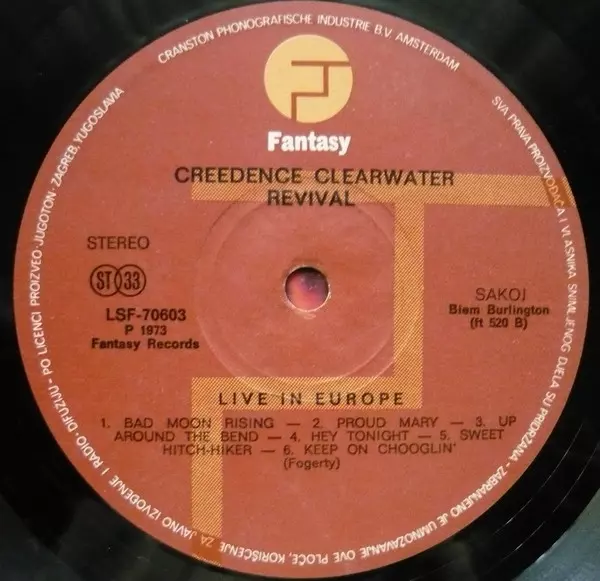 CRANSTON PHONOGRAFISCHE INDUSTRIE B.V. AMSTERDAM
Fantasy
CREEDENCE CLEARWATER
REVIVAL
STEREO
ST 33
LSF-70603
P 1973
Fantasy Records
SAKOJ
Biem Burlington
(ft 520 B)
LIVE IN EUROPE
1. BAD MOON RISING — 2. PROUD MARY — 3. UP
AROUND THE BEND — 4. HEY TONIGHT — 5. SWEET
HITCH-HIKER — 6. KEEP ON CHOOGLIN'
(Fogerty)
SVA PRAVA PROIZVOĐAČA I VLASNIKA SNIMLJENOG DJELA SU PRIDRŽANA - ZABRANJENO JE UMNOŽAVANJE OVE PLOČE, KORIŠĆENJE ZA JAVNO IZVOĐENJE I RADIO-DIFUZIJU - PO LICENCI PROIZVEO JUGOTON · ZAGREB, YUGOSLAVIA